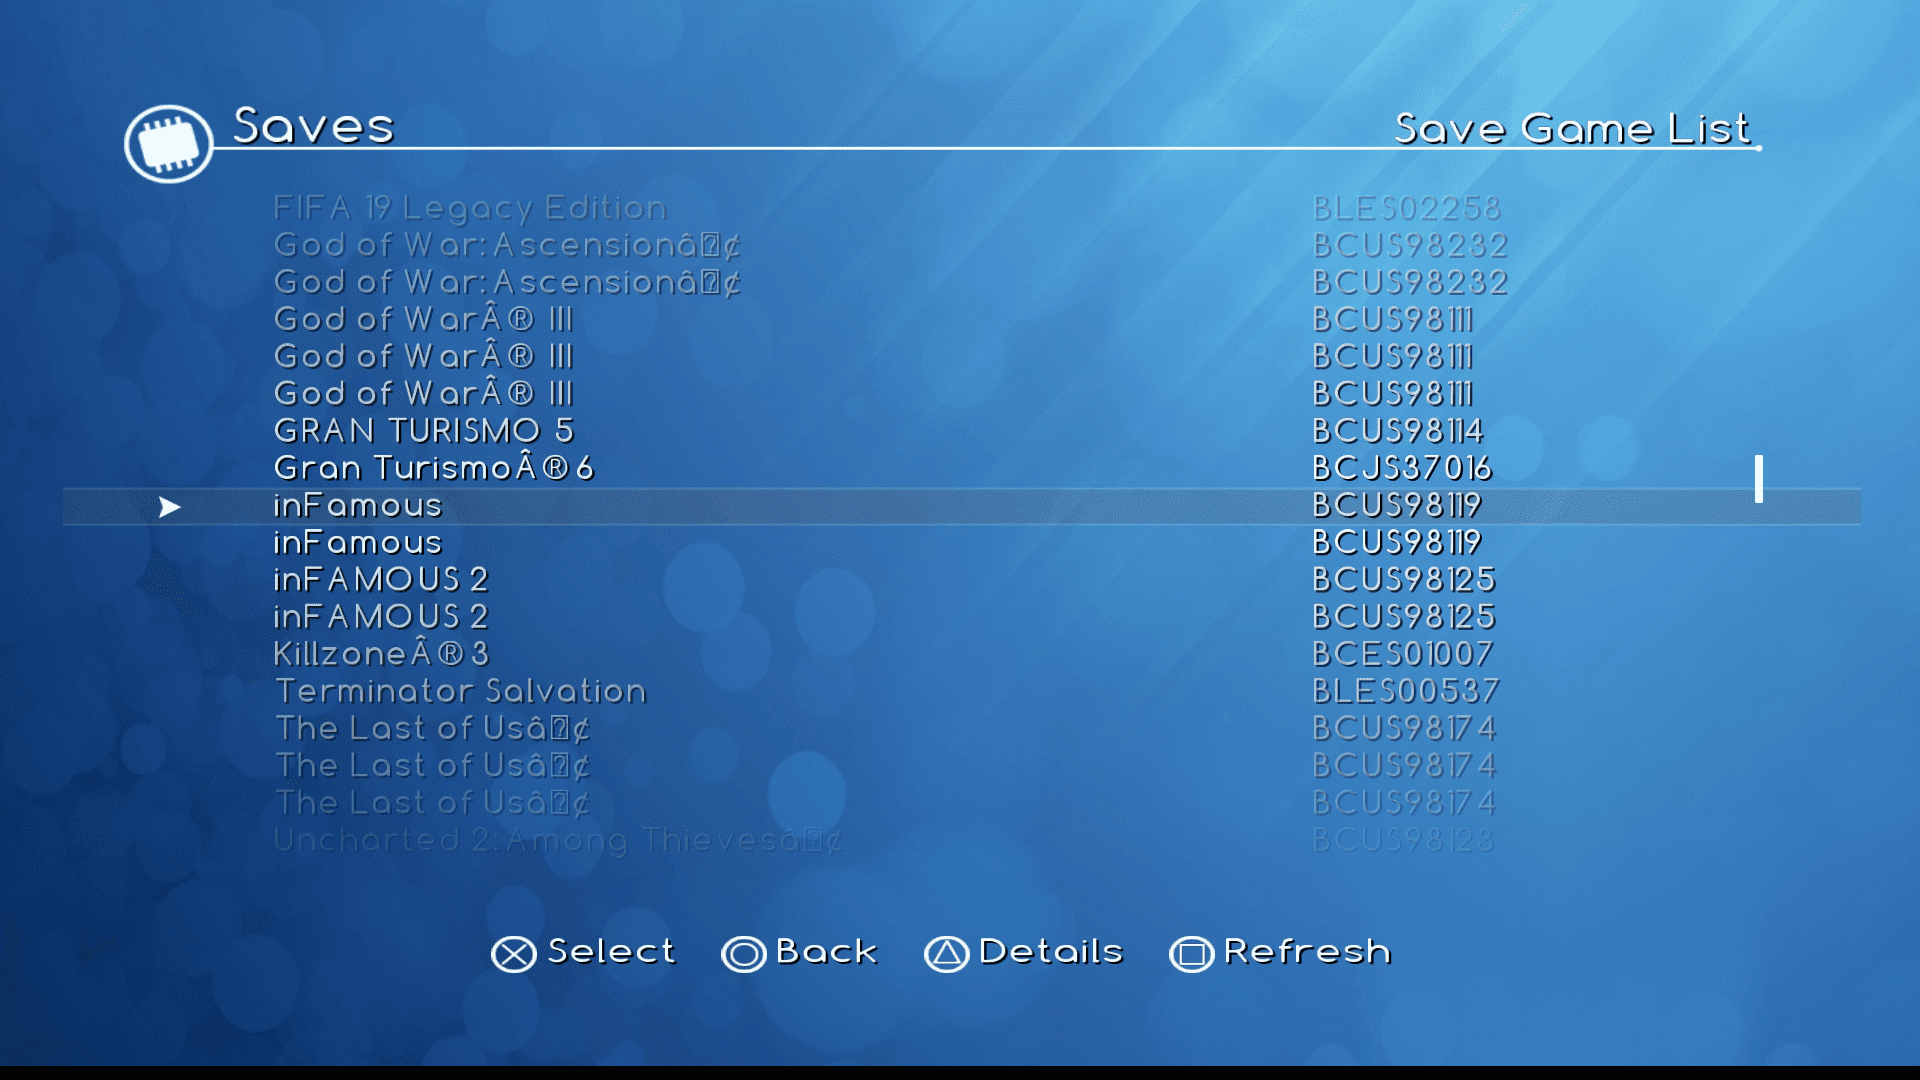 Saves
Save Game List
FIFA 19 Legacy Edition BLES02258
God of War: Ascensionâ�¢ BCUS98232
God of War: Ascensionâ�¢ BCUS98232
God of WarÂ® III BCUS98111
God of WarÂ® III BCUS98111
God of WarÂ® III BCUS98111
GRAN TURISMO 5 BCUS98114
Gran TurismoÂ® 6 BCJS37016
inFamous BCUS98119
inFamous BCUS98119
inFAMOUS 2 BCUS98125
inFAMOUS 2 BCUS98125
KillzoneÂ® 3 BCES01007
Terminator Salvation BLES00537
The Last of Usâ�¢ BCUS98174
The Last of Usâ�¢ BCUS98174
The Last of Usâ�¢ BCUS98174
Uncharted 2: Among Thievesâ�¢ BCUS98123
Select Back Details Refresh